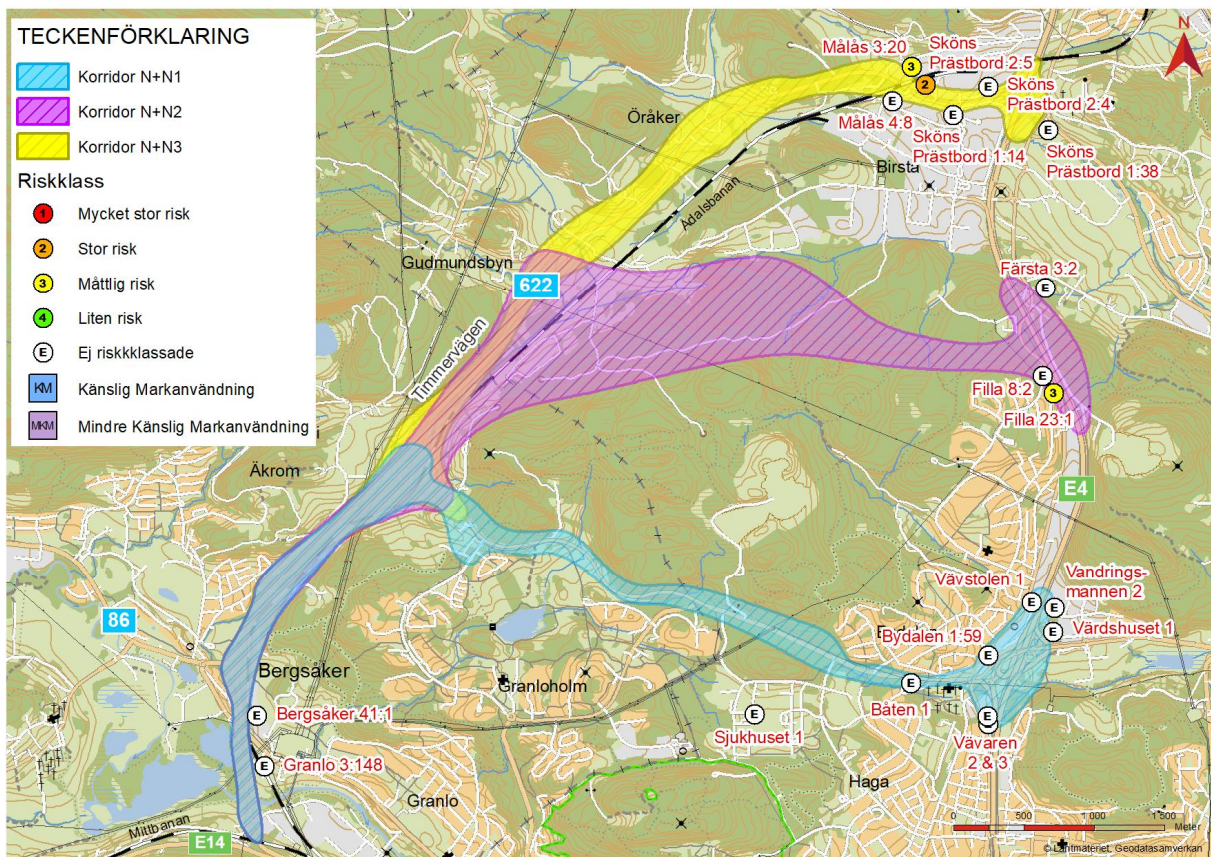 TECKENFÖRKLARING
Korridor N+N1
Korridor N+N2
Korridor N+N3
Riskklass
1 Mycket stor risk
2 Stor risk
3 Måttlig risk
4 Liten risk
E Ej riskkklassade
KM Känslig Markanvändning
MKM Mindre Känslig Markanvändning
N
Målås 3:20
Sköns
Prästbord 2:5
3
2
E
Sköns
Prästbord 2:4
E
Målås 4:8
E
Sköns
Prästbord 1:14
E
Sköns
Prästbord 1:38
Öråker
Birsta
Ådalsbanan
Gudmundsbyn
622
Timmervägen
Färsta 3:2
E
E
Filla 8:2
3
Filla 23:1
E4
Äkrom
86
Vävstolen 1
E
Vandrings-
mannen 2
E
Värdshuset 1
E
Bydalen 1:59
E
Båten 1
E
Bergsåker
Granloholm
Bergsåker 41:1
E
Sjukhuset 1
E
Vävaren
2 & 3
E
Granlo 3:148
E
Haga
Granlo
Mittbanan
E14
0 500 1 000 1 500
Meter
© Lantmäteriet, Geodatasamverkan